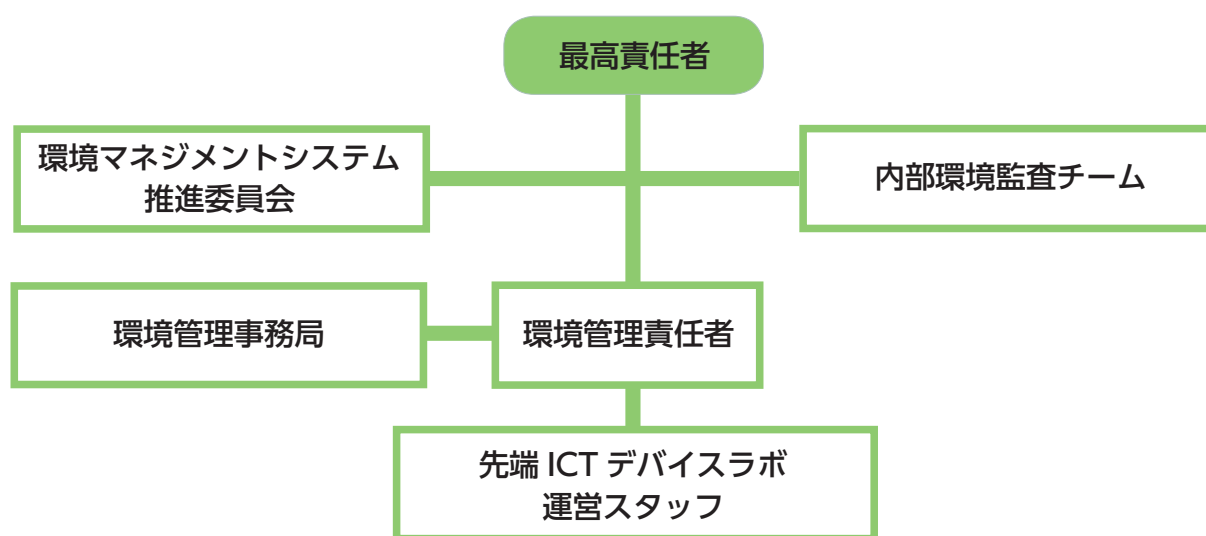 最高責任者
環境マネジメントシステム
推進委員会
内部環境監査チーム
環境管理事務局
環境管理責任者
先端 ICT デバイスラボ
運営スタッフ